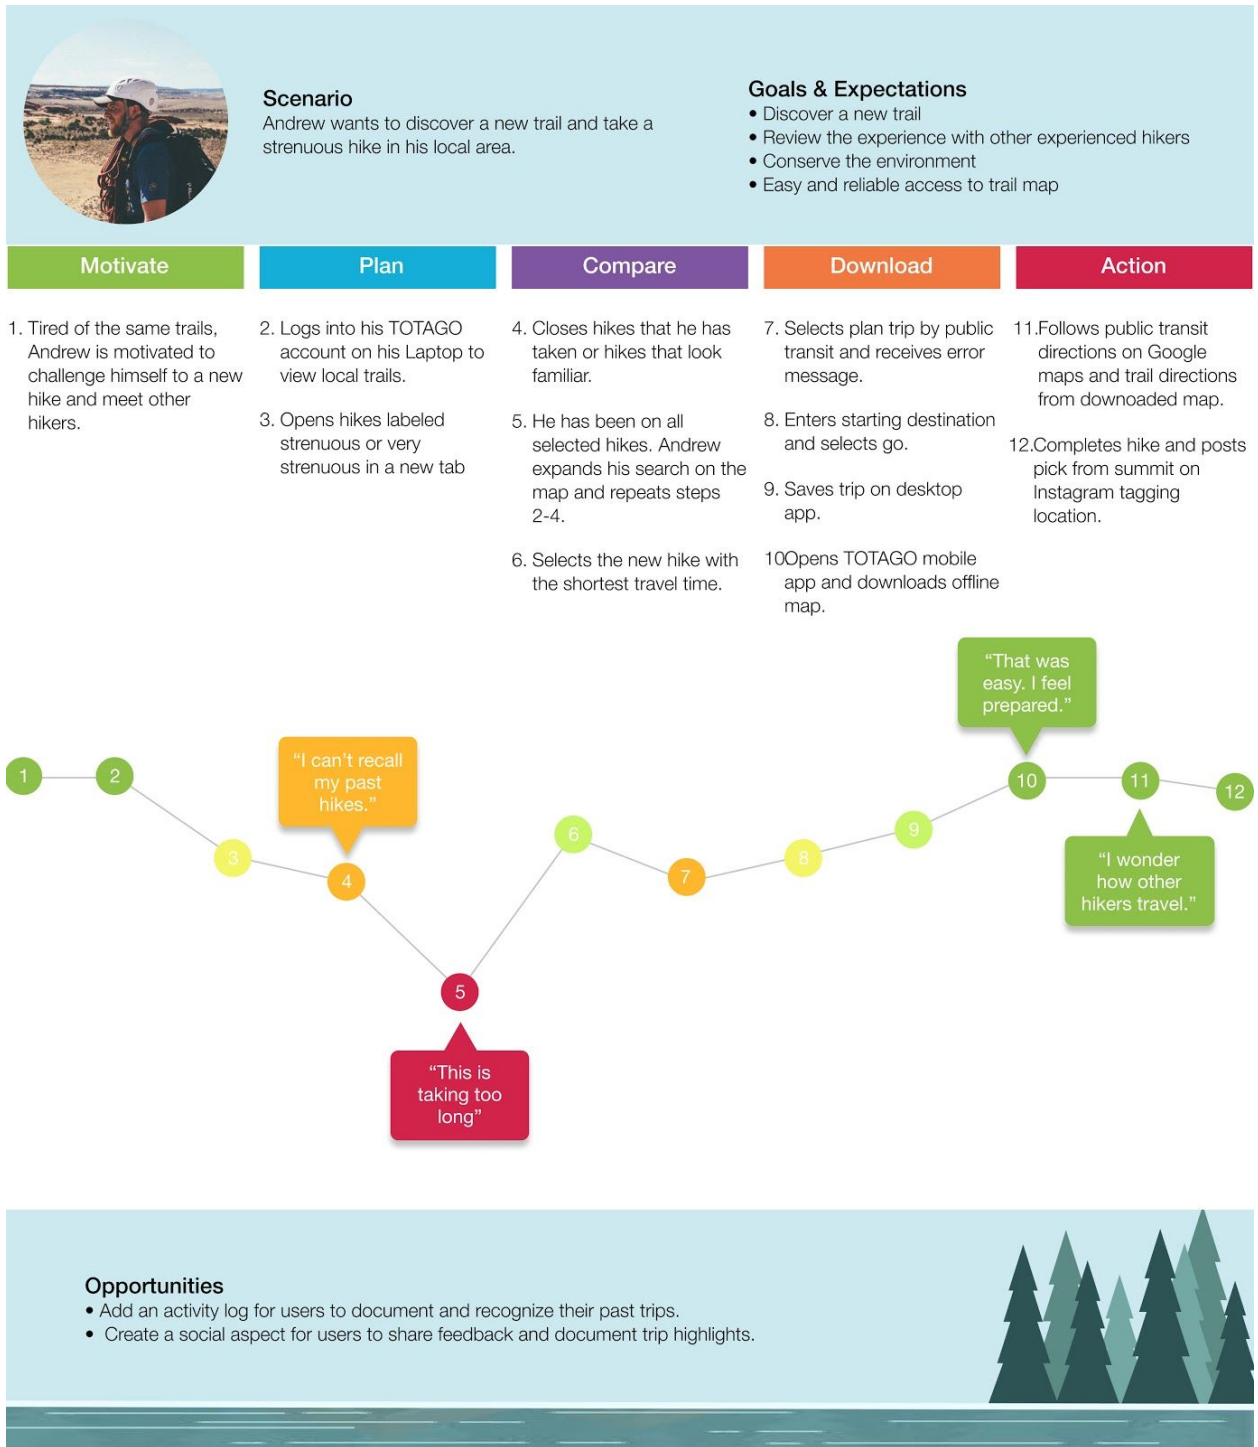 Scenario
Andrew wants to discover a new trail and take a
strenuous hike in his local area.
Goals & Expectations
• Discover a new trail
• Review the experience with other experienced hikers
• Conserve the environment
• Easy and reliable access to trail map
Motivate
1. Tired of the same trails,
Andrew is motivated to
challenge himself to a new
hike and meet other
hikers.
Plan
2. Logs into his TOTAGO
account on his Laptop to
view local trails.
3. Opens hikes labeled
strenuous or very
strenuous in a new tab
Compare
4. Closes hikes that he has
taken or hikes that look
familiar.
5. He has been on all
selected hikes. Andrew
expands his search on the
map and repeats steps
2-4.
6. Selects the new hike with
the shortest travel time.
Download
7. Selects plan trip by public
transit and receives error
message.
8. Enters starting destination
and selects go.
9. Saves trip on desktop
app.
10Opens TOTAGO mobile
app and downloads offline
map.
Action
11.Follows public transit
directions on Google
maps and trail directions
from downoaded map.
12.Completes hike and posts
pick from summit on
Instagram tagging
location.
1
2
3
"I can't recall
my past
hikes."
4
5
"This is
taking too
long"
6
7
8
9
"That was
easy. I feel
prepared."
10
11
"I wonder
how other
hikers travel."
12
Opportunities
• Add an activity log for users to document and recognize their past trips.
• Create a social aspect for users to share feedback and document trip highlights.